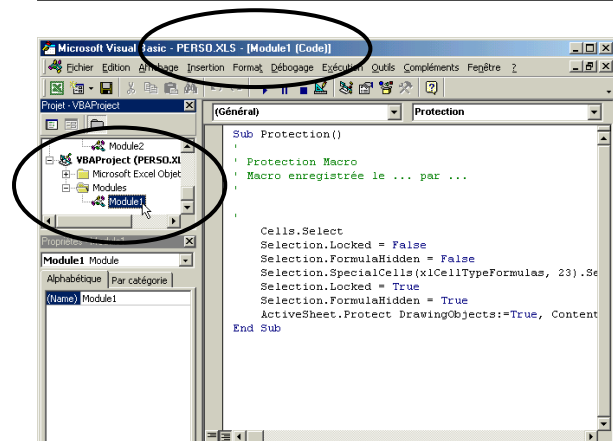 Microsoft Visual Basic - PERSO.XLS - [Module1 (Code)]
Fichier Edition Affichage Insertion Format Débogage Exécution Outils Compléments Fenêtre ?
Projet - VBAProject
(Général)
Protection
Module2
VBAProject (PERSO.XL
Microsoft Excel Objet
Modules
Module1
Sub Protection()
'
' Protection Macro
' Macro enregistrée le ... par ...
'
'
Cells.Select
Selection.Locked = False
Selection.FormulaHidden = False
Selection.SpecialCells(xlCellTypeFormulas, 23).Se
Selection.Locked = True
Selection.FormulaHidden = True
ActiveSheet.Protect DrawingObjects:=True, Content
End Sub
Propriétés - Module1
Module1 Module
Alphabétique Par catégorie
(Name) Module1